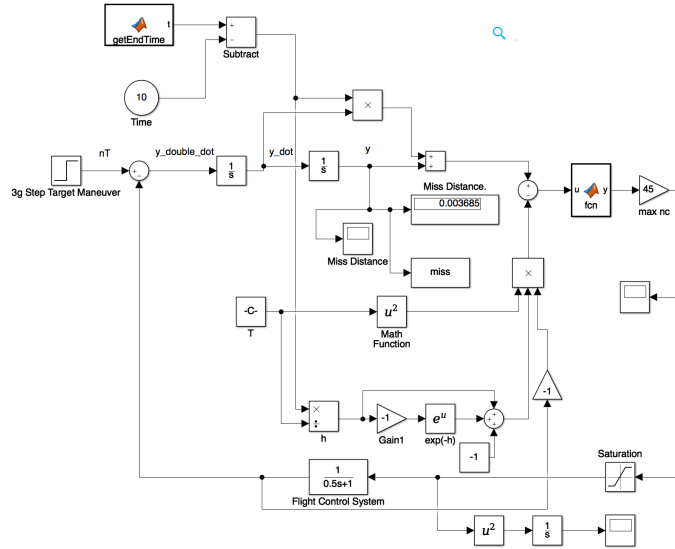 t
getEndTime
+
−
Subtract
10
Time
×
nT
y_double_dot
y_dot
y
+
−
1
s
1
s
+
+
3g Step Target Maneuver
Miss Distance.
0.003685
+
−
u
y
fcn
45
max nc
Miss Distance
miss
×
-C-
T
u²
Math
Function
-1
×
÷
h
-1
Gain1
eᵘ
exp(-h)
+
+
+
-1
Saturation
1
0.5s+1
Flight Control System
u²
1
s